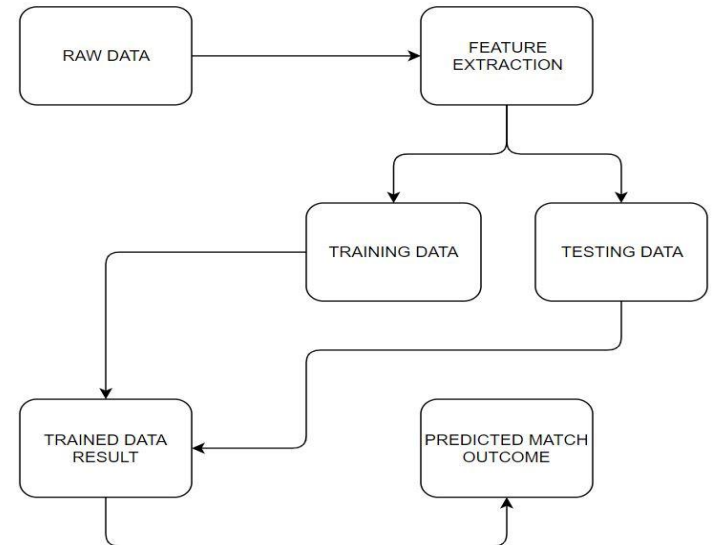 RAW DATA
FEATURE
EXTRACTION
TRAINING DATA
TESTING DATA
TRAINED DATA
RESULT
PREDICTED MATCH
OUTCOME